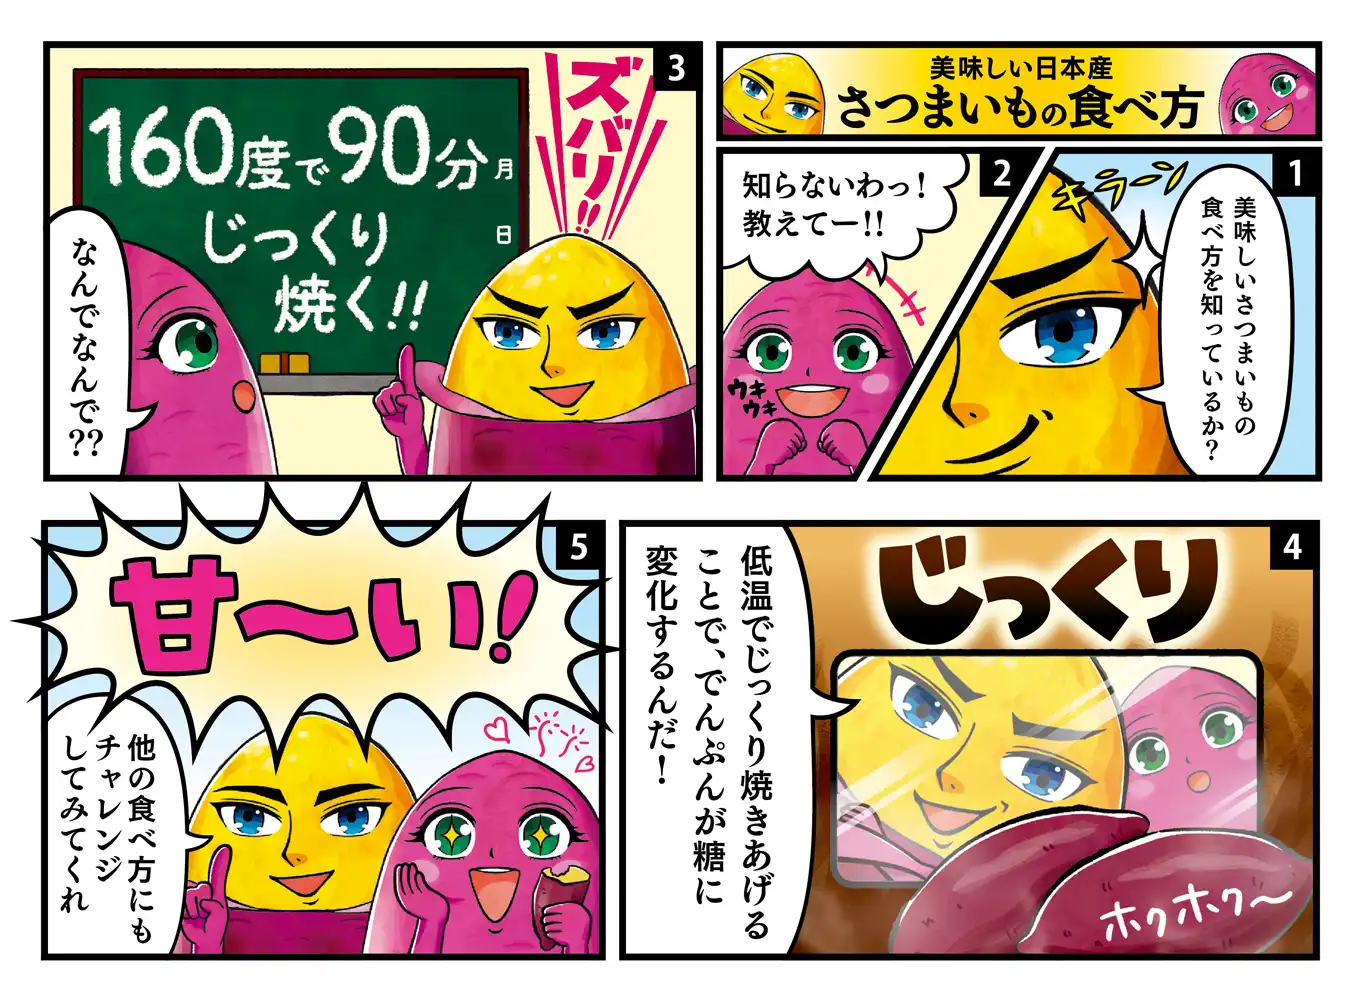 美味しい日本産
さつまいもの食べ方
1
キラーン
美味しいさつまいもの
食べ方を知っているか?
2
知らないわっ!
教えてー!!
ウキ
ウキ
3
ズバリ!!
160度で90分
じっくり
焼く!!
月
日
なんでなんで??
4
じっくり
低温でじっくり焼きあげる
ことで、でんぷんが糖に
変化するんだ!
ホクホク〜
5
甘〜い!
他の食べ方にも
チャレンジ
してみてくれ